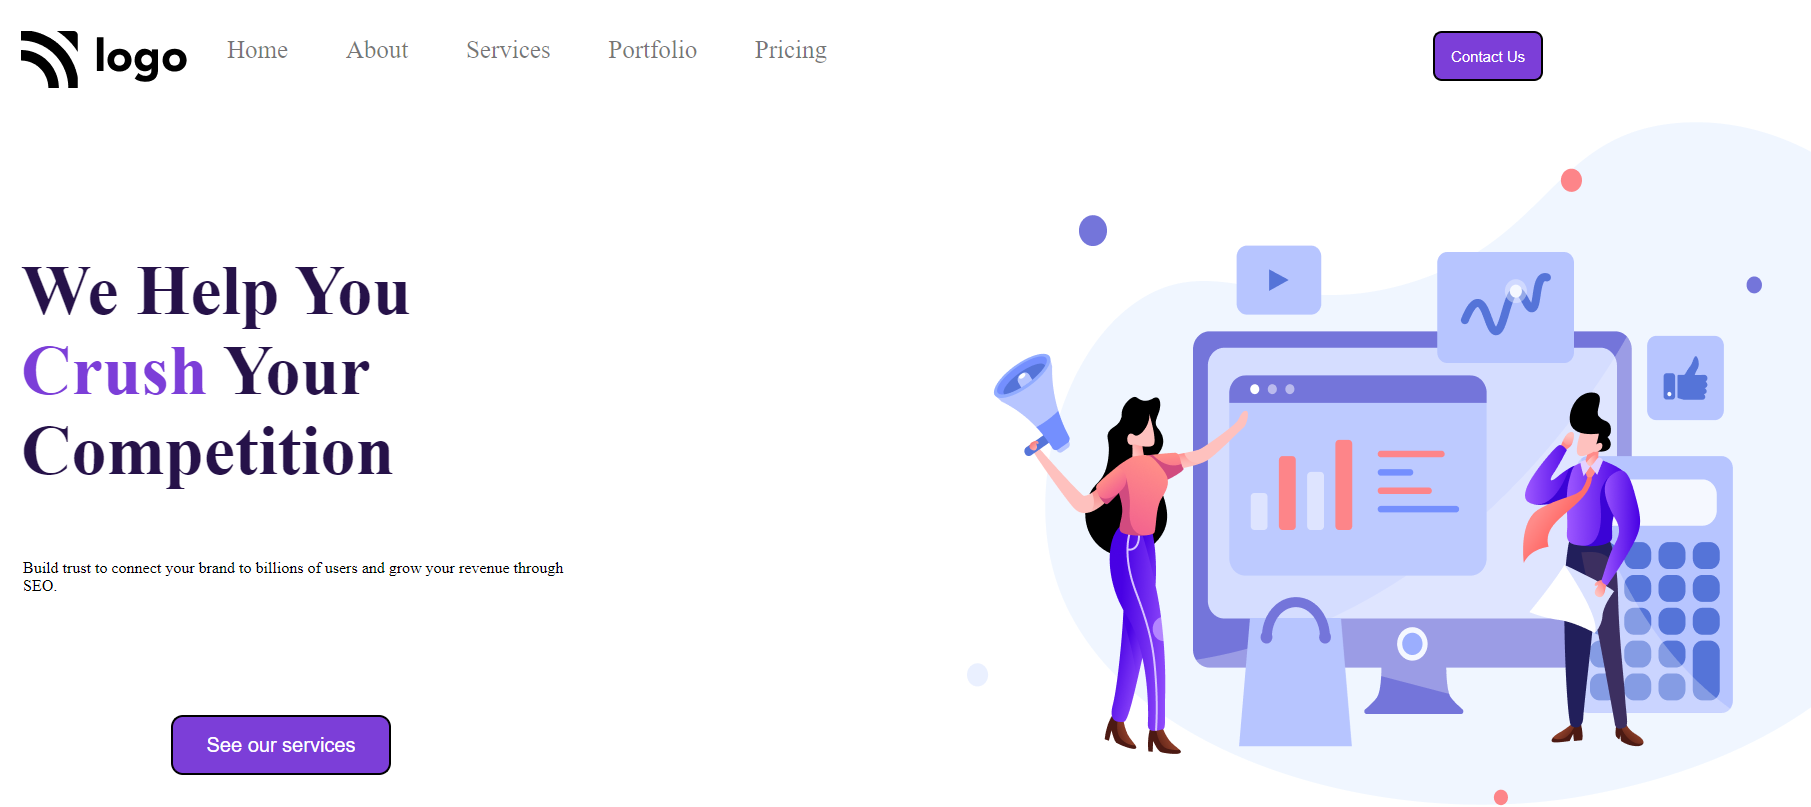 logo
Home About Services Portfolio Pricing
Contact Us
We Help You
Crush Your
Competition
Build trust to connect your brand to billions of users and grow your revenue through
SEO.
See our services